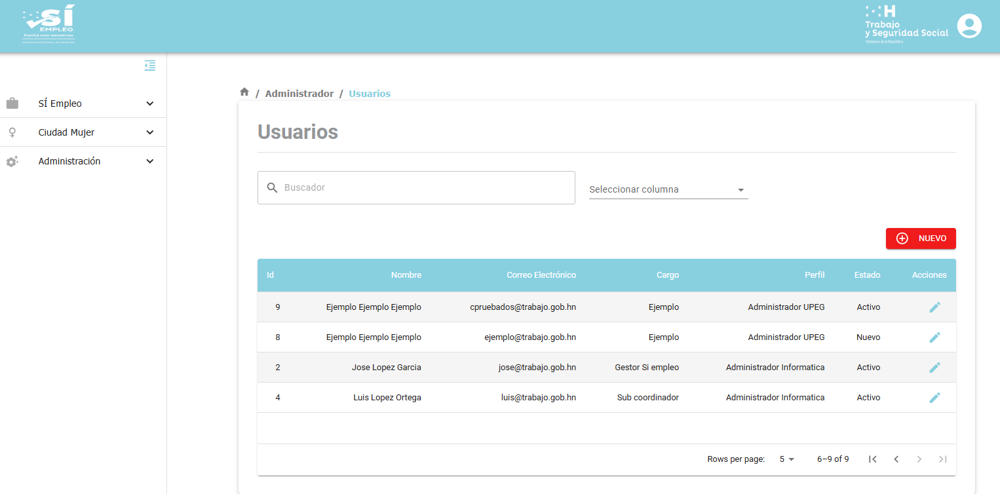 SÍ
EMPLEO
Contá con nosotros
H
Trabajo
y Seguridad Social
Gobierno de la República
SÍ Empleo
Ciudad Mujer
Administración
/ Administrador / Usuarios
Usuarios
Buscador
Seleccionar columna
NUEVO
Id Nombre Correo Electrónico Cargo Perfil Estado Acciones
9 Ejemplo Ejemplo Ejemplo cpruebados@trabajo.gob.hn Ejemplo Administrador UPEG Activo
8 Ejemplo Ejemplo Ejemplo ejemplo@trabajo.gob.hn Ejemplo Administrador UPEG Nuevo
2 Jose Lopez Garcia jose@trabajo.gob.hn Gestor Si empleo Administrador Informatica Activo
4 Luis Lopez Ortega luis@trabajo.gob.hn Sub coordinador Administrador Informatica Activo
Rows per page: 5 6–9 of 9